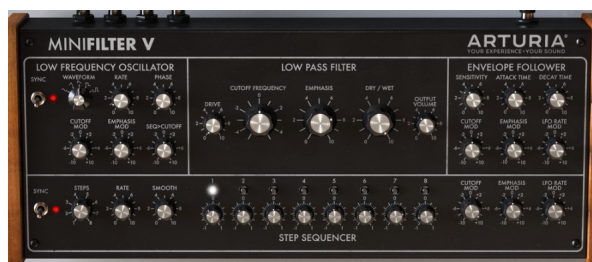 MINIFILTER V
ARTURIA
YOUR EXPERIENCE • YOUR SOUND
LOW FREQUENCY OSCILLATOR
LOW PASS FILTER
ENVELOPE FOLLOWER
SYNC
WAVEFORM
RATE
PHASE
CUTOFF FREQUENCY
EMPHASIS
DRY / WET
DRIVE
OUTPUT
VOLUME
SENSITIVITY
ATTACK TIME
DECAY TIME
CUTOFF
MOD
EMPHASIS
MOD
SEQ>CUTOFF
CUTOFF
MOD
EMPHASIS
MOD
LFO RATE
MOD
SYNC
STEPS
RATE
SMOOTH
1 2 3 4 5 6 7 8
CUTOFF
MOD
EMPHASIS
MOD
LFO RATE
MOD
STEP SEQUENCER